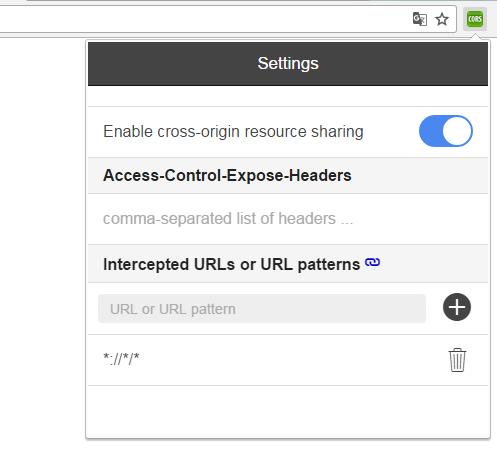 CORS
Settings
Enable cross-origin resource sharing
Access-Control-Expose-Headers
comma-separated list of headers ...
Intercepted URLs or URL patterns
URL or URL pattern
*://*/*